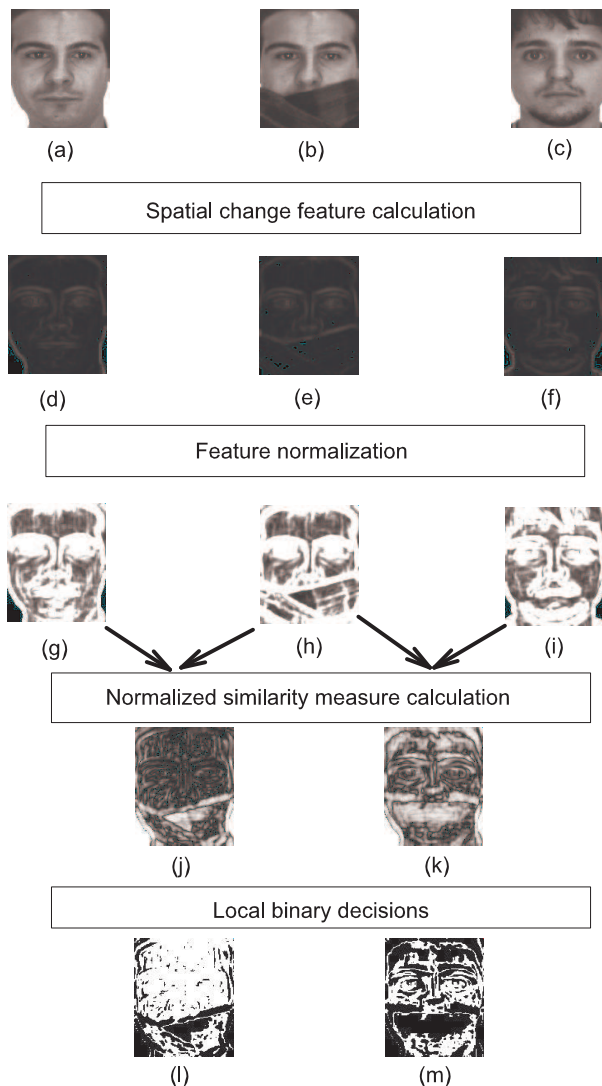 (a) (b) (c)
Spatial change feature calculation
(d) (e) (f)
Feature normalization
(g) (h) (i)
Normalized similarity measure calculation
(j) (k)
Local binary decisions
(l) (m)